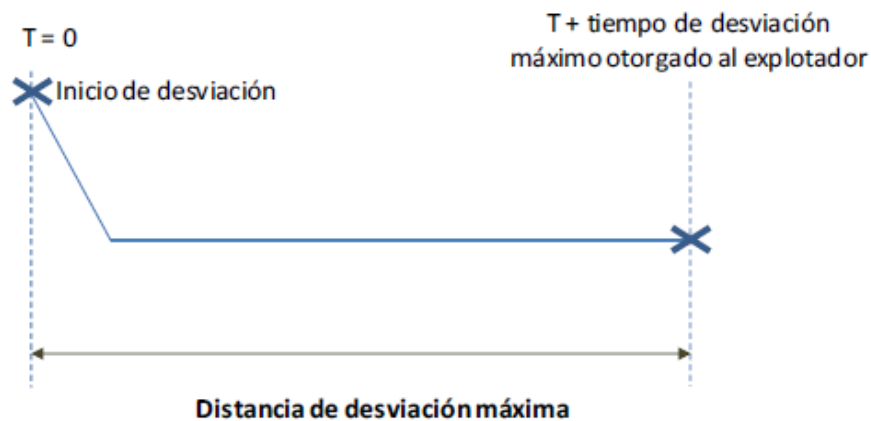 T = 0
T + tiempo de desviación
máximo otorgado al explotador
Inicio de desviación
Distancia de desviación máxima